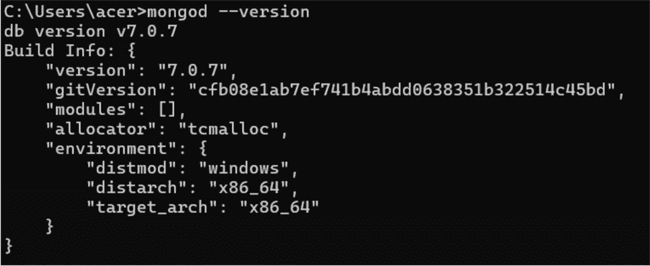 C:\Users\acer>mongod --version
db version v7.0.7
Build Info: {
    "version": "7.0.7",
    "gitVersion": "cfb08e1ab7ef741b4abdd0638351b322514c45bd",
    "modules": [],
    "allocator": "tcmalloc",
    "environment": {
        "distmod": "windows",
        "distarch": "x86_64",
        "target_arch": "x86_64"
    }
}